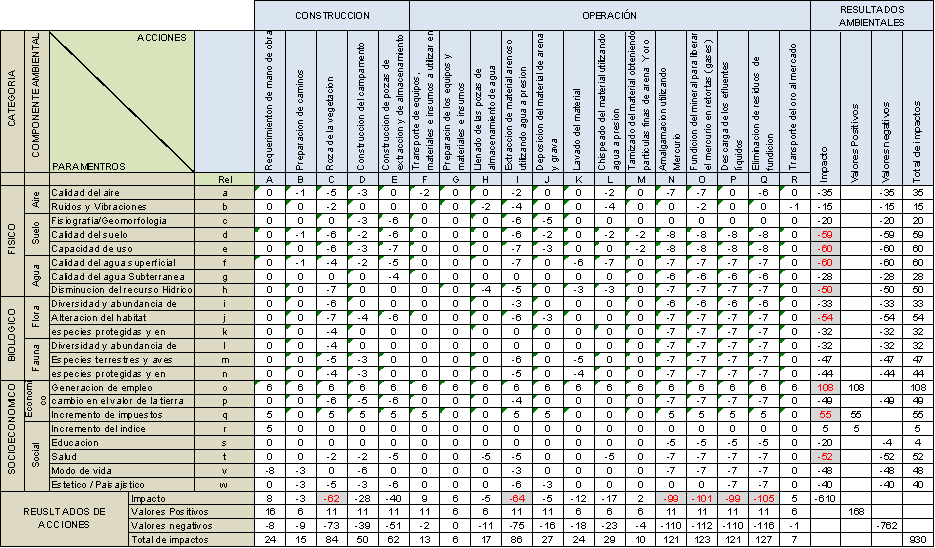 CONSTRUCCION OPERACIÓN RESULTADOS AMBIENTALES
CATEGORIA
COMPONENTE AMBIENTAL
ACCIONES
PARAMENTROS
Requerimiento de mano de obra
Preparacion de caminos
Roza de la vegetacion
Construccion del campamento
Construccion de pozas de extraccion y de almacenamiento
Transporte de equipos, materiales e insumos a utilizar en
Preparacin de los equipos y materiales e insumos
Llenado de las pozas de almacenamiento de agua
Extraccion de material arenoso utilizando agua a presion
Deposicion del material de arena y grava
Lavado del material
Chispeado del material utilizando agua a presion
Tamizado del material obteniendo particulas finas de arena Y oro
Amalgamacion utilizando Mercurio
Fundicion del mineral para liberar el mercurio en retortas (gases)
Descarga de los efluentes liquidos
Eliminacion de residuos de fundicion
Transporte del oro al mercado
Impacto
Valores Positivos
Valores negativos
Total de impactos
Rel A B C D E F G H I J K L M N O P Q R
FISICO
Aire
Calidad del aire a 0 -1 -5 -3 0 -2 0 0 -2 0 0 -2 0 -7 -7 0 -6 0 -35 -35 35
Ruidos y Vibraciones b 0 0 -2 0 0 0 0 -2 -4 0 0 -4 0 0 -2 0 0 -1 -15 -15 15
Suelo
Fisiografia/Geomorfologia c 0 0 0 -3 -6 0 0 0 -6 -5 0 0 0 0 0 0 0 0 -20 -20 20
Calidad del suelo d 0 -1 -6 -2 -6 0 0 0 -6 -2 0 -2 -2 -8 -8 -8 -8 0 -59 -59 59
Capacidad de uso e 0 0 -6 -3 -7 0 0 0 -6 -2 0 -2 -2 -8 -8 -8 -8 0 -60 -60 60
Agua
Calidad del agua superficial f 0 -1 -4 -2 -5 0 0 0 -7 0 -6 -7 0 -7 -7 -7 -7 0 -60 -60 60
Calidad del agua Subterranea g 0 0 0 0 -4 0 0 0 0 0 0 0 0 -6 -6 -6 -6 0 -28 -28 28
Disminucion del recurso Hidrico h 0 0 -7 0 0 0 0 -4 -5 0 -3 -3 0 -7 -7 -7 -7 0 -50 -50 50
BIOLOGICO
Flora
Diversidad y abundancia de i 0 0 -6 0 0 0 0 0 -3 0 0 0 0 -6 -6 -6 -6 0 -33 -33 33
Alteracion del habitat j 0 0 -7 -4 -6 0 0 0 -6 -3 0 0 0 -7 -7 -7 -7 0 -54 -54 54
especies protegidas y en k 0 0 -4 0 0 0 0 0 0 0 0 0 0 -7 -7 -7 -7 0 -32 -32 32
Fauna
Diversidad y abundancia de l 0 0 -4 0 0 0 0 0 0 0 0 0 0 -7 -7 -7 -7 0 -32 -32 32
Especies terrestres y aves m 0 0 -5 -3 0 0 0 0 -6 0 -5 0 0 -7 -7 -7 -7 0 -47 -47 47
especies protegidas y en n 0 0 -4 -3 0 0 0 0 -5 0 -4 0 0 -7 -7 -7 -7 0 -44 -44 44
SOCIOECONOMICO
Economico
Generacion de empleo o 6 6 6 6 6 6 6 6 6 6 6 6 6 6 6 6 6 6 108 108 108
cambio en el valor de la tierra p 0 0 -6 -5 -6 0 0 0 -4 0 0 0 0 -7 -7 -7 -7 0 -49 -49 49
Incremento de impuestos q 5 0 5 5 5 5 0 0 5 5 0 0 0 5 5 5 5 0 55 55 55
Social
Incremento del indice r 5 0 0 0 0 0 0 0 0 0 0 0 0 0 0 0 0 0 5 5 5
Educacion s 0 0 0 0 0 0 0 0 0 0 0 0 0 -5 -5 -5 -5 0 -20 -4 4
Salud t 0 0 -2 -2 -5 0 0 0 -5 -5 0 -5 0 -7 -7 -7 -7 0 -52 -52 52
Modo de vida v -8 -3 0 -6 0 0 0 0 -3 0 0 0 0 -7 -7 -7 -7 0 -48 -48 48
Estetico / Paisajistico w 0 -3 -5 -6 -6 0 0 0 -3 -3 0 0 0 0 0 -7 -7 0 -40 -40 40
REUSLTADOS DE ACCIONES
Impacto 8 -3 -62 -28 -40 9 6 -5 -64 -5 -12 -17 2 -99 -101 -99 -105 5 -610
Valores Positivos 16 6 11 11 11 11 6 6 11 11 6 6 6 11 11 11 11 6 168
Valores negativos -8 -9 -73 -39 -51 -2 0 -11 -75 -16 -18 -23 -4 -110 -112 -110 -116 -1 -762
Total de impactos 24 15 84 50 62 13 6 17 86 27 24 29 10 121 123 121 127 7 930